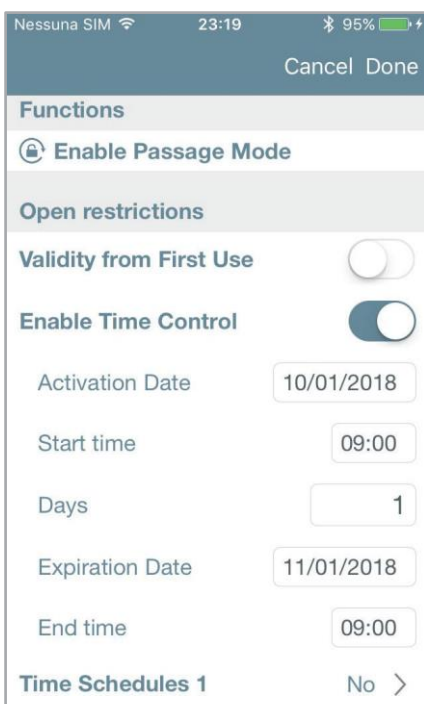 Nessuna SIM 23:19 95%
Cancel Done
Functions
Enable Passage Mode
Open restrictions
Validity from First Use
Enable Time Control
Activation Date 10/01/2018
Start time 09:00
Days 1
Expiration Date 11/01/2018
End time 09:00
Time Schedules 1 No